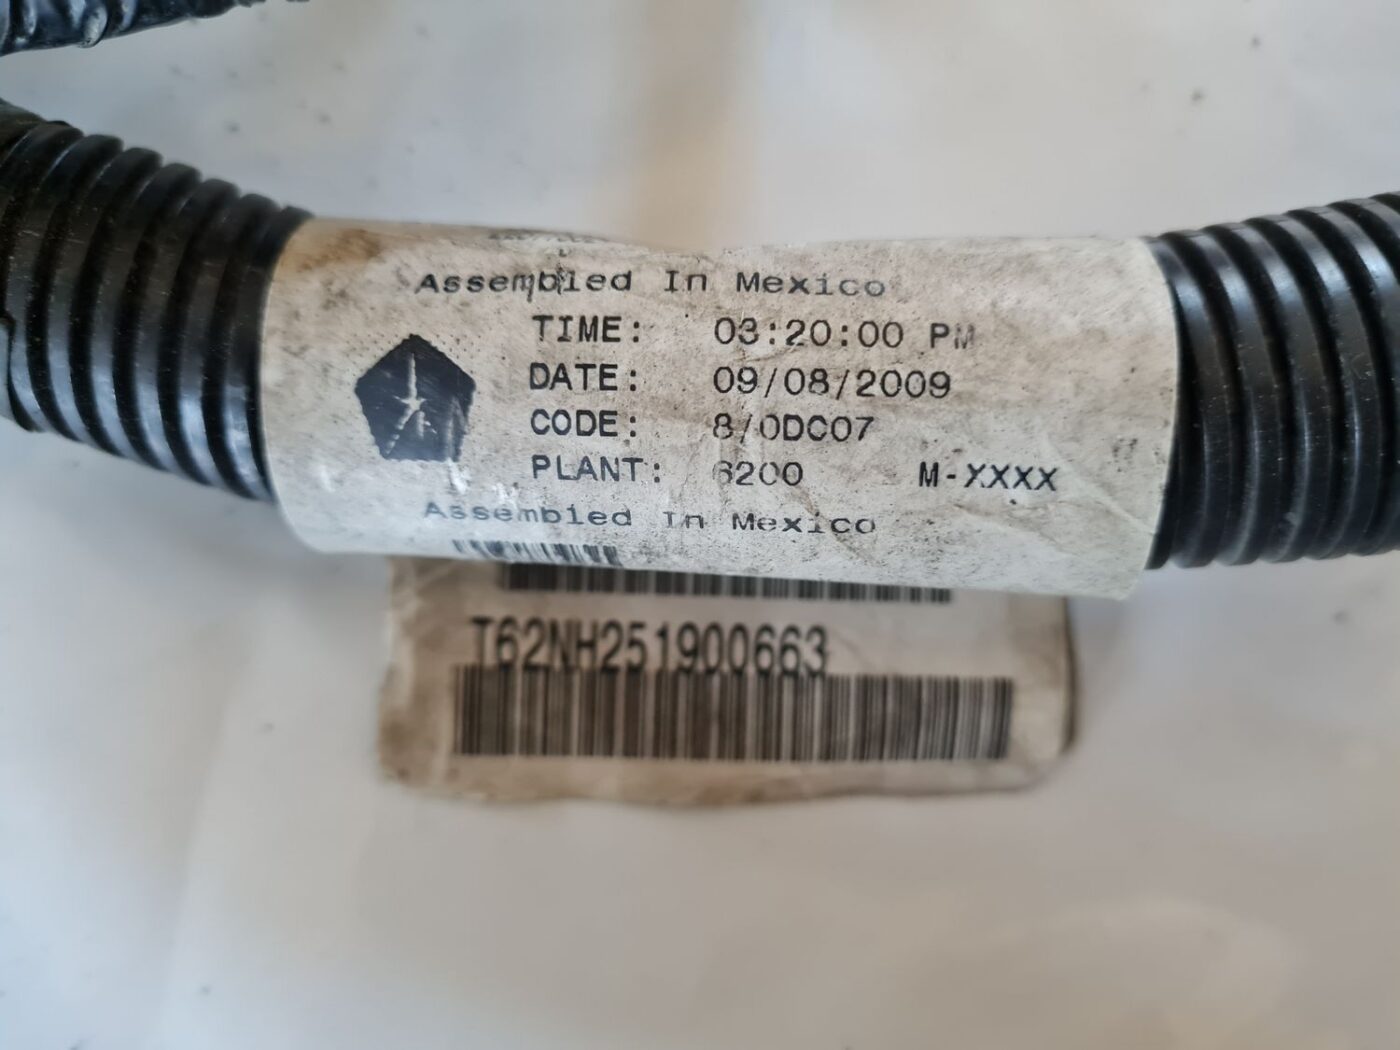 Assembled In Mexico
TIME: 03:20:00 PM
DATE: 09/08/2009
CODE: 8/0DC07
PLANT: 6200 M-XXXX
Assembled In Mexico
T62NH251900663